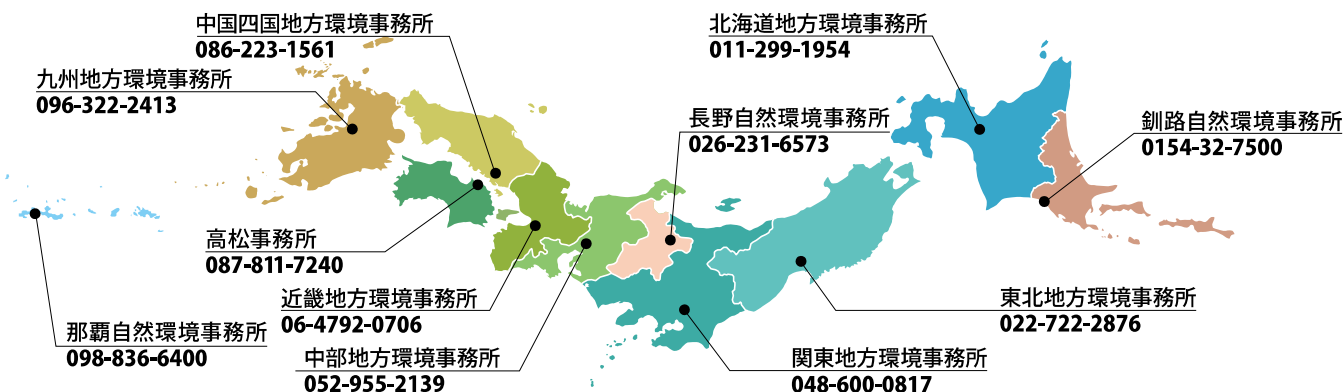 中国四国地方環境事務所
086-223-1561
北海道地方環境事務所
011-299-1954
九州地方環境事務所
096-322-2413
長野自然環境事務所
026-231-6573
釧路自然環境事務所
0154-32-7500
高松事務所
087-811-7240
近畿地方環境事務所
06-4792-0706
東北地方環境事務所
022-722-2876
那覇自然環境事務所
098-836-6400
中部地方環境事務所
052-955-2139
関東地方環境事務所
048-600-0817